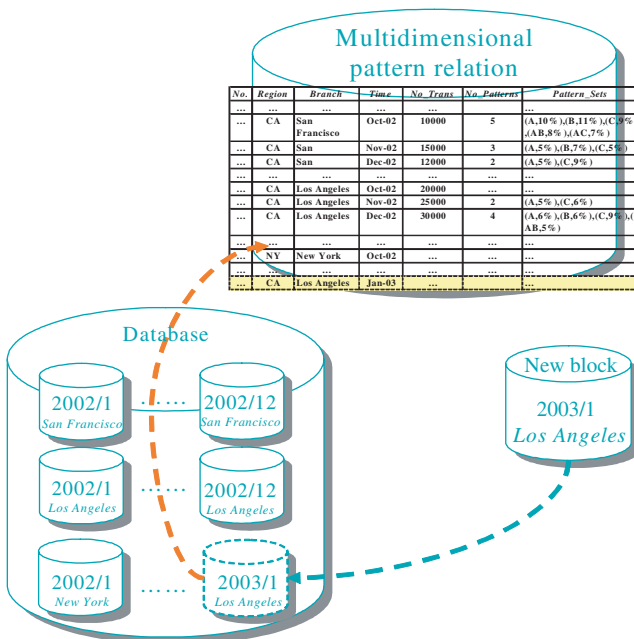 Multidimensional
pattern relation
No. Region Branch Time No_Trans No_Patterns Pattern_Sets
... ... ... ... ... ... ...
... CA San Francisco Oct-02 10000 5 (A,10%),(B,11%),(C,9%),(AB,8%),(AC,7%)
... CA San Nov-02 15000 3 (A,5%),(B,7%),(C,5%)
... CA San Dec-02 12000 2 (A,5%),(C,9%)
... ... ... ... ... ... ...
... CA Los Angeles Oct-02 20000 ... ...
... CA Los Angeles Nov-02 25000 2 (A,5%),(C,6%)
... CA Los Angeles Dec-02 30000 4 (A,6%),(B,6%),(C,9%),(AB,5%)
... ... ... ... ... ... ...
... NY New York Oct-02 ... ... ...
... ... ... ... ... ... ...
... CA Los Angeles Jan-03 ... ...
Database
2002/1 ...... 2002/12
San Francisco San Francisco
2002/1 ...... 2002/12
Los Angeles Los Angeles
2002/1 ...... 2003/1
New York Los Angeles
New block
2003/1
Los Angeles